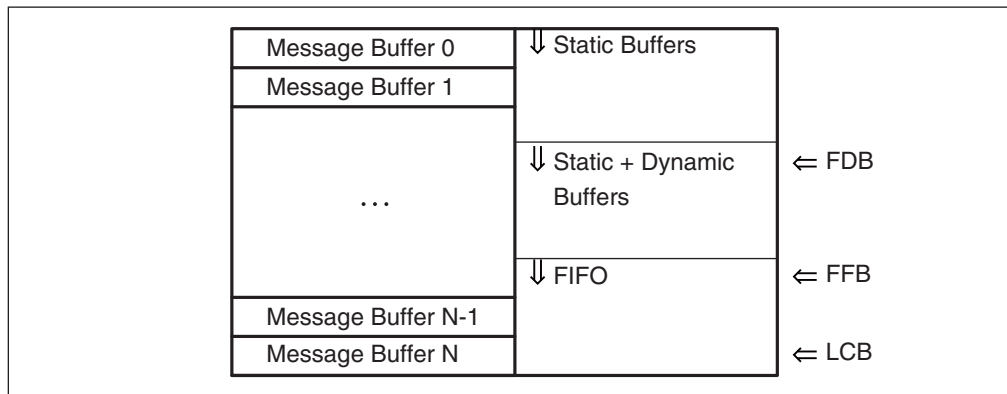 Message Buffer 0
⇓ Static Buffers
Message Buffer 1
⇓ Static + Dynamic
Buffers
⇐ FDB
...
⇓ FIFO
⇐ FFB
Message Buffer N-1
Message Buffer N
⇐ LCB